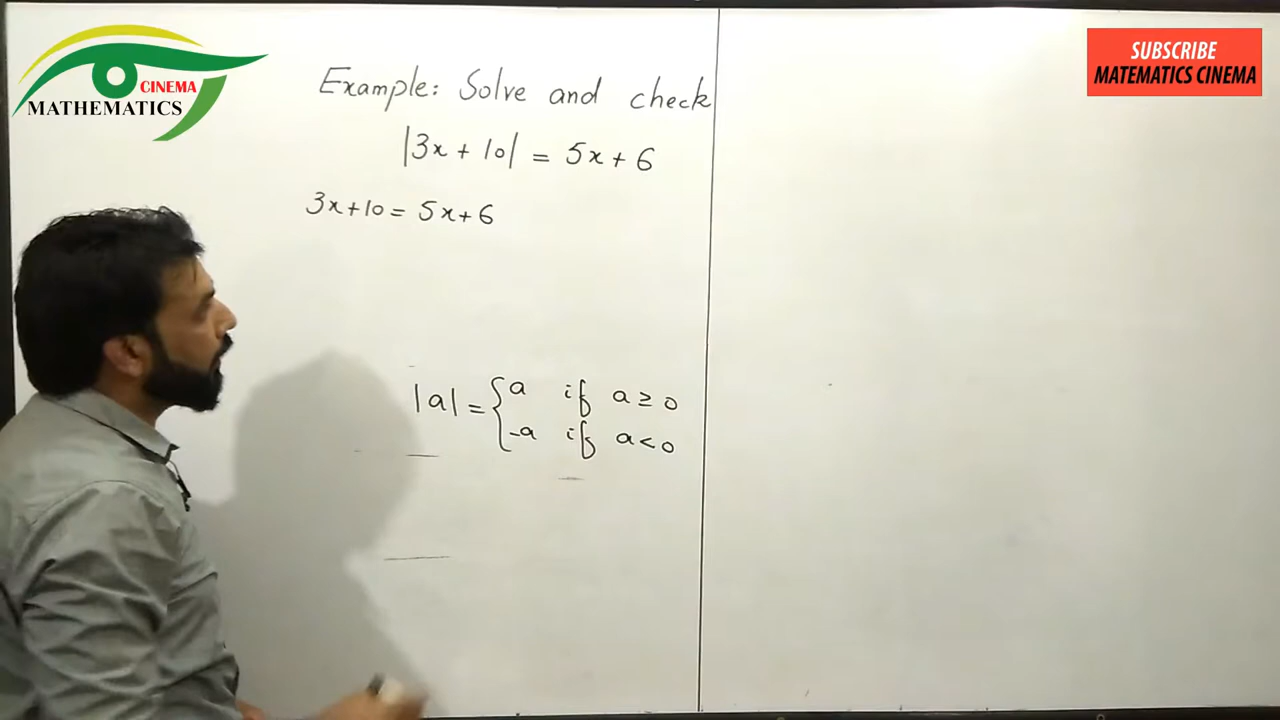 CINEMA
MATHEMATICS
SUBSCRIBE
MATEMATICS CINEMA
Example: Solve and check
|3x + 10| = 5x + 6
3x + 10 = 5x + 6
|a| = { a if a ≥ 0
-a if a < 0